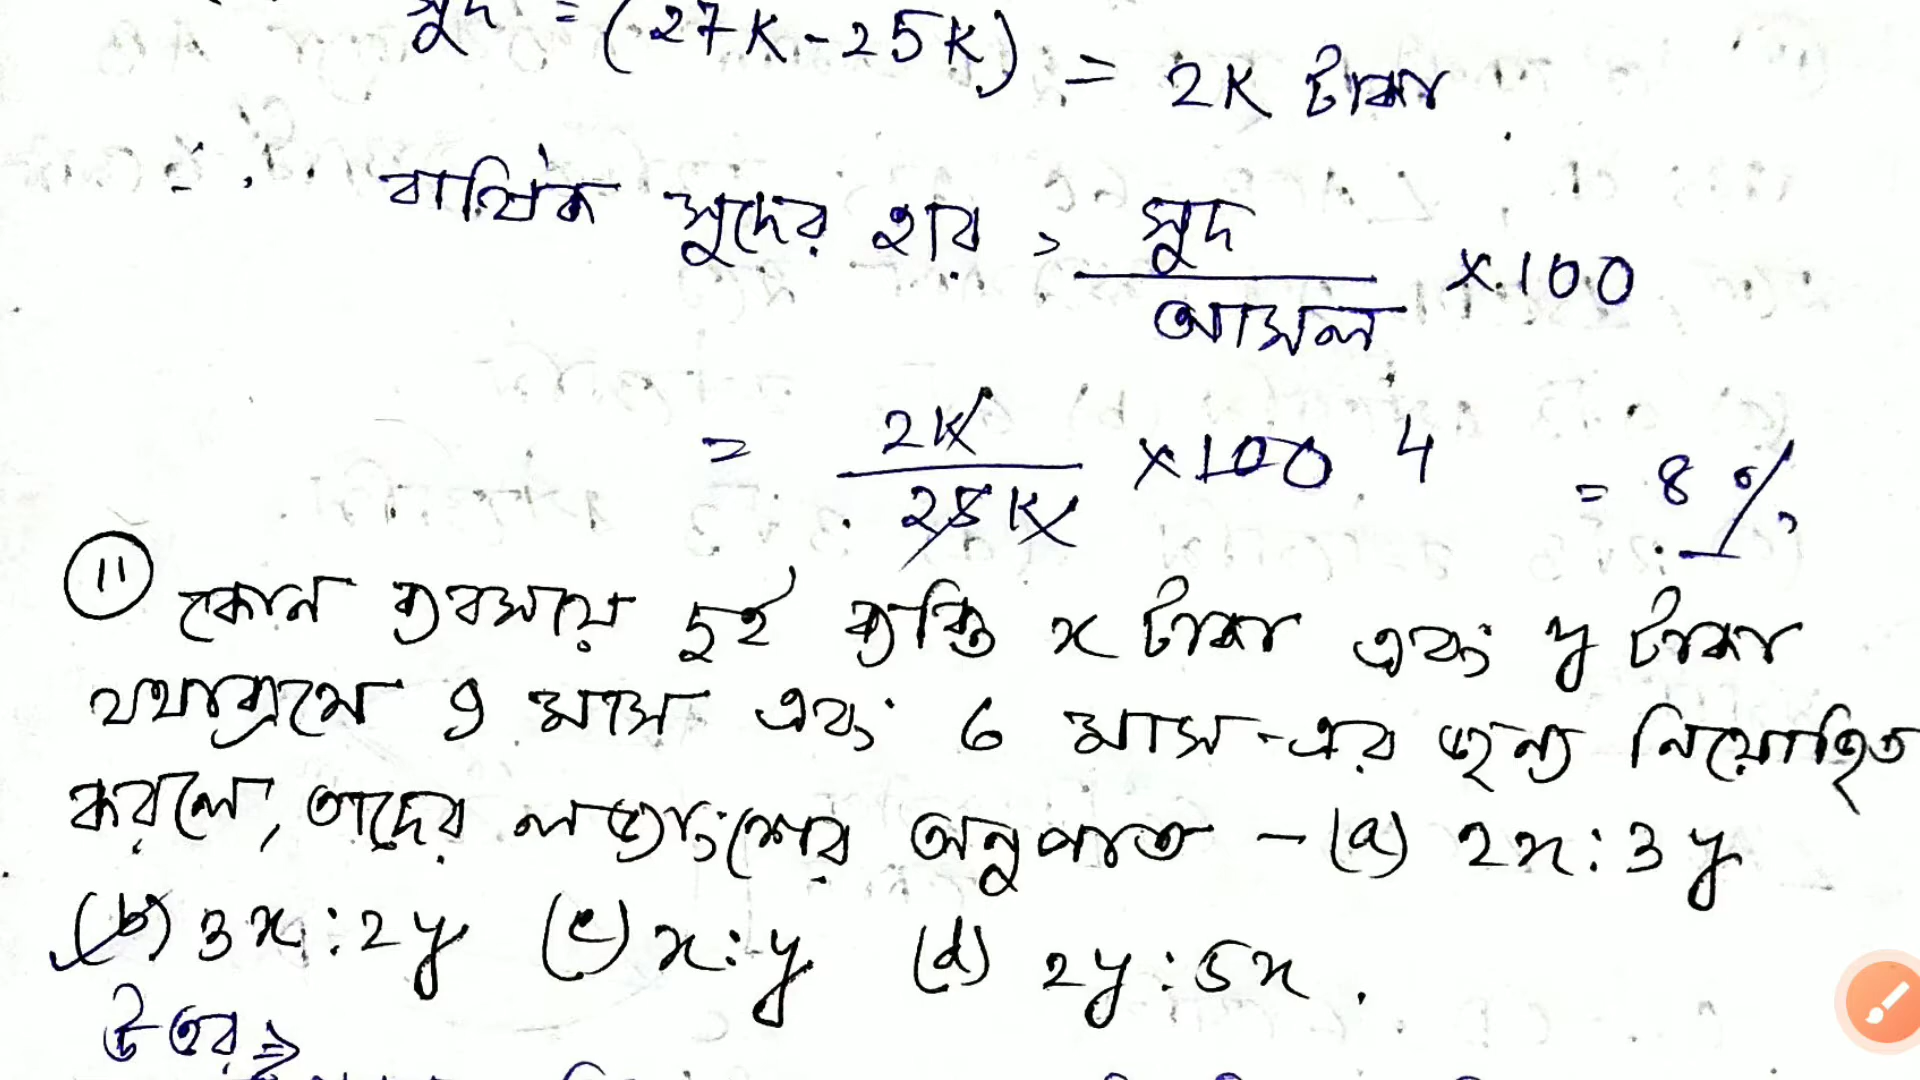 সুদ = (27K-25K) = 2K টাকা
∴ বার্ষিক সুদের হার = সুদ / আসল ×100
= 2K / 25K ×100 4 = 8%
11 কোন ব্যবসায়ে দুই ব্যক্তি x টাকা এবং y টাকা
যথাক্রমে 9 মাস এবং 6 মাস-এর জন্য নিয়োজিত
করলে, তাদের লভ্যাংশের অনুপাত - (a) 2x:3y
(b) 3x:2y (c) x:y (d) 2y:5x.
উত্তর ⇒